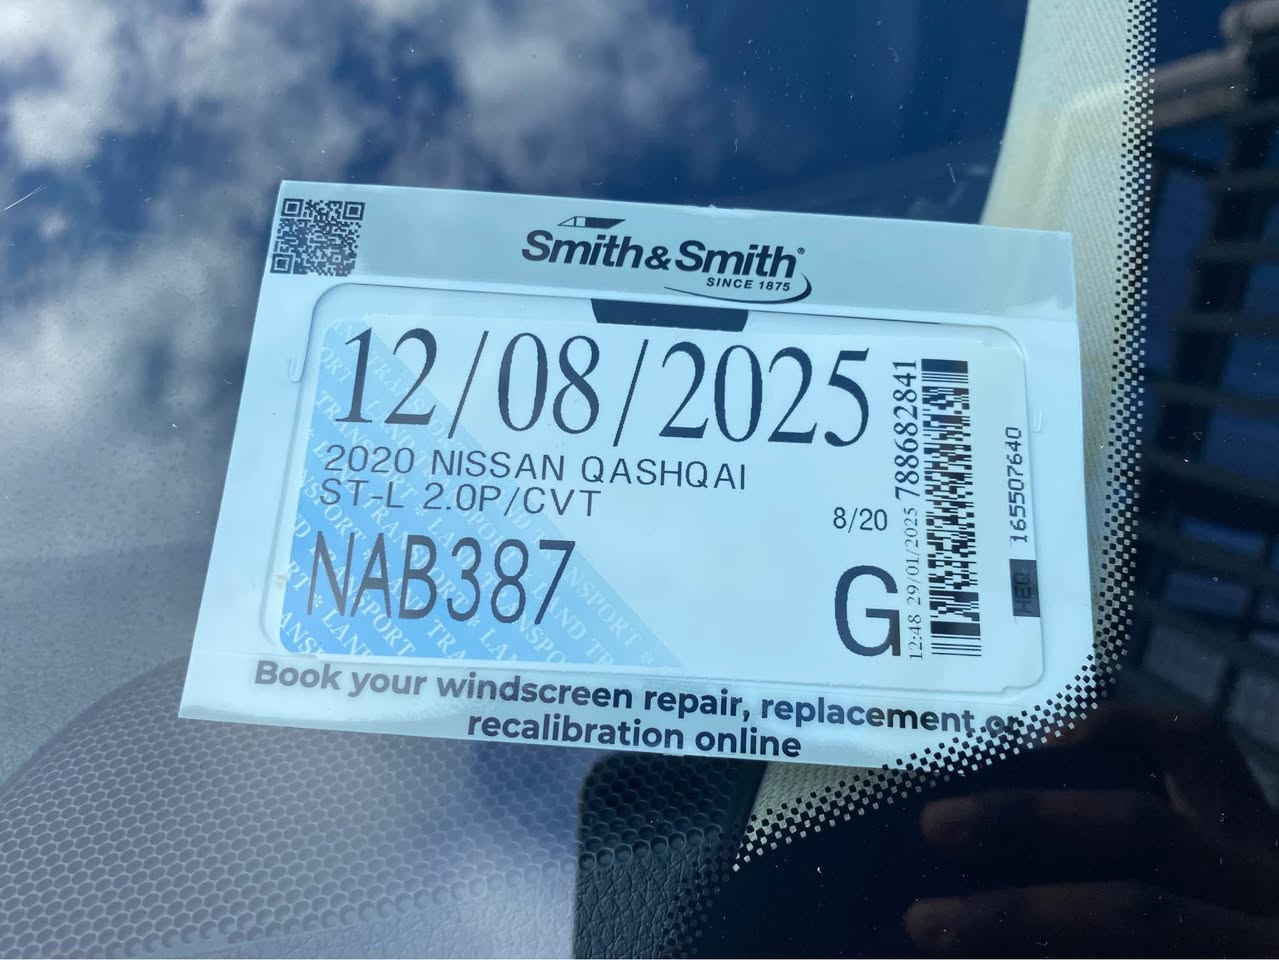 Smith&Smith®
SINCE 1875
12/08/2025
2020 NISSAN QASHQAI
ST-L 2.0P/CVT
8/20
NAB387
G
12:48 29/01/2025 788682841
165507640
HEQ
Book your windscreen repair, replacement or
recalibration online